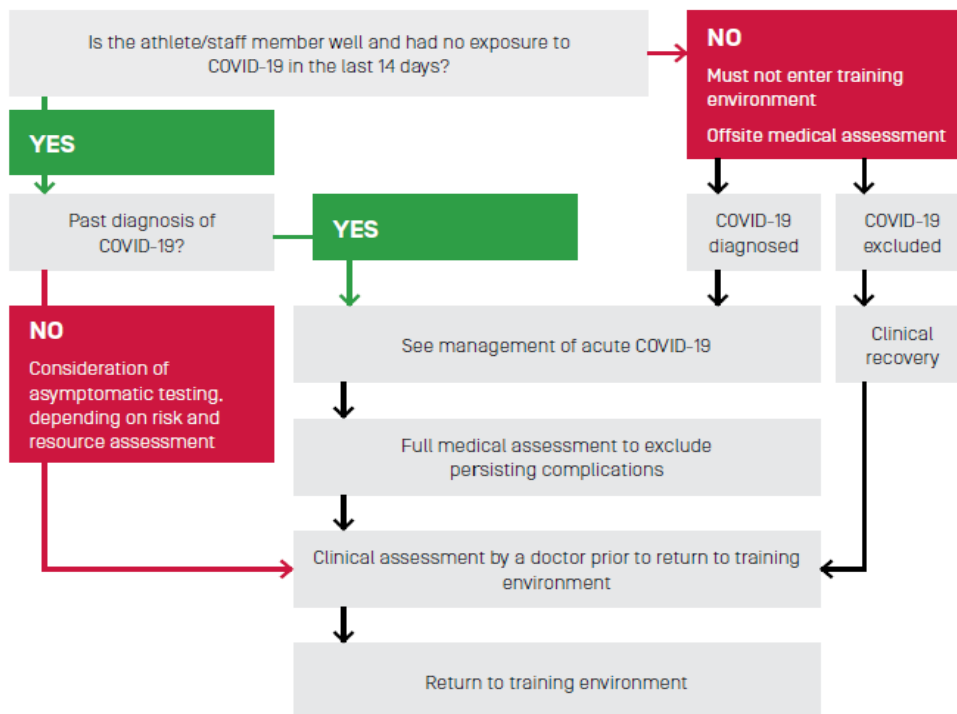 Is the athlete/staff member well and had no exposure to
COVID-19 in the last 14 days?
NO
Must not enter training
environment
Offsite medical assessment
YES
Past diagnosis of
COVID-19?
YES
COVID-19
diagnosed
COVID-19
excluded
NO
Consideration of
asymptomatic testing,
depending on risk and
resource assessment
See management of acute COVID-19
Clinical
recovery
Full medical assessment to exclude
persisting complications
Clinical assessment by a doctor prior to return to training
environment
Return to training environment